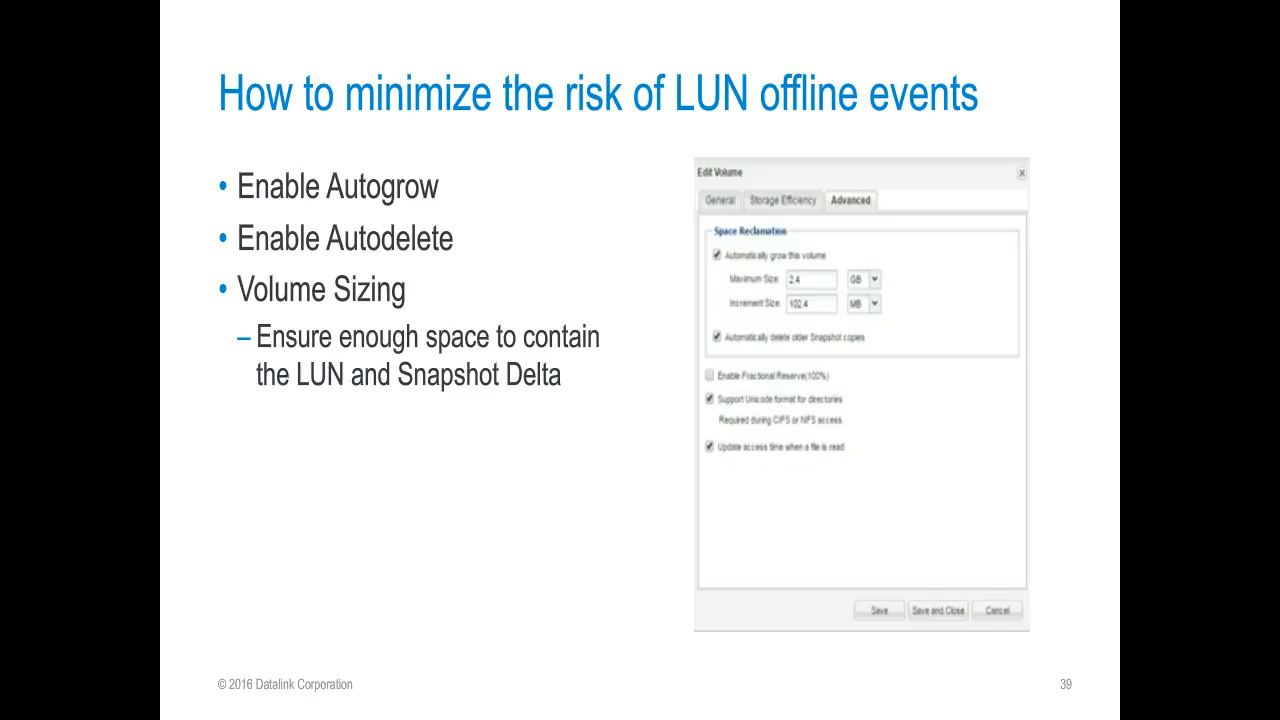 How to minimize the risk of LUN offline events
• Enable Autogrow
• Enable Autodelete
• Volume Sizing
– Ensure enough space to contain
the LUN and Snapshot Delta
Edit Volume
General Storage Efficiency Advanced
Space Reclamation
Automatically grow this volume
Maximum Size: 2.4 GB
Increment Size: 102.4 MB
Automatically delete older Snapshot copies
Enable Fractional Reserve(100%)
Support Unicode format for directories
Required during CIFS or NFS access.
Update access time when a file is read
Save Save and Close Cancel
© 2016 Datalink Corporation
39